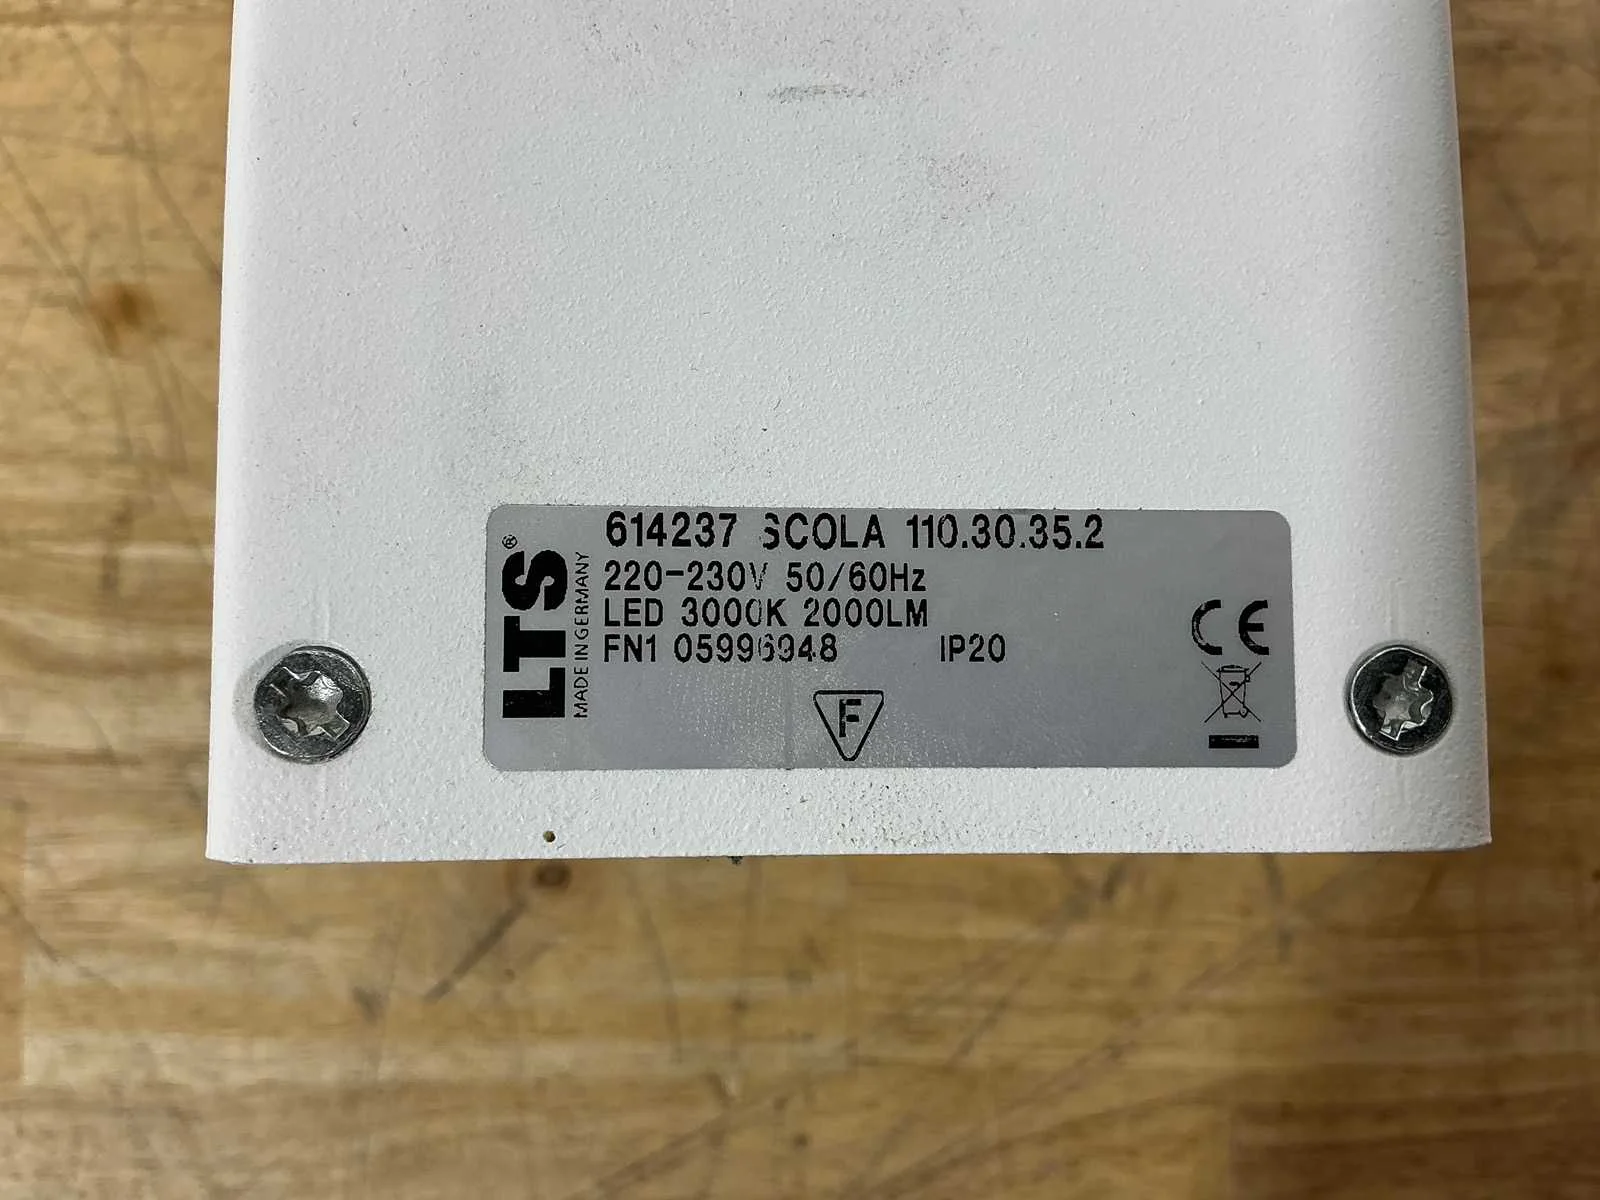 614237 SCOLA 110.30.35.2
220-230V 50/60Hz
LED 3000K 2000LM
FN1 05996948 IP20
LTS®
MADE IN GERMANY
F
CE